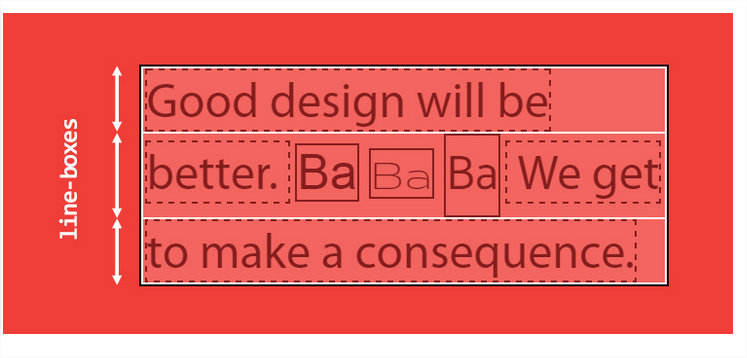 line-boxes
Good design will be
better. Ba Ba Ba We get
to make a consequence.